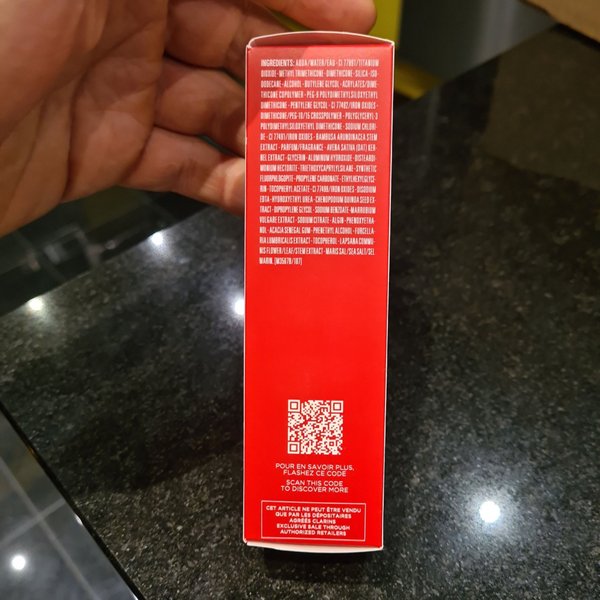 INGREDIENTS: AQUA/WATER/EAU - CI 77891/TITANIUM
DIOXIDE - METHYL TRIMETHICONE - DIMETHICONE - SILICA - ISO-
DODECANE - ALCOHOL - BUTYLENE GLYCOL - ACRYLATES/DIME-
THICONE COPOLYMER - PEG-9 POLYDIMETHYLSILOXYETHYL
DIMETHICONE - PENTYLENE GLYCOL - CI 77492/IRON OXIDES -
DIMETHICONE/PEG-10/15 CROSSPOLYMER - POLYGLYCERYL-3
POLYDIMETHYLSILOXYETHYL DIMETHICONE - SODIUM CHLORI-
DE - CI 77491/IRON OXIDES - BAMBUSA ARUNDINACEA STEM
EXTRACT - PARFUM/FRAGRANCE - AVENA SATIVA (OAT) KER-
NEL EXTRACT - GLYCERIN - ALUMINUM HYDROXIDE - DISTEARDI-
MONIUM HECTORITE - TRIETHOXYCAPRYLYLSILANE - SYNTHETIC
FLUORPHLOGOPITE - PROPYLENE CARBONATE - ETHYLHEXYLGLYCE-
RIN - TOCOPHERYL ACETATE - CI 77499/IRON OXIDES - DISODIUM
EDTA - HYDROXYETHYL UREA - CHENOPODIUM QUINOA SEED EX-
TRACT - DIPROPYLENE GLYCOL - SODIUM BENZOATE - MARRUBIUM
VULGARE EXTRACT - SODIUM CITRATE - ALGIN - PHENOXYETHA-
NOL - ACACIA SENEGAL GUM - PHENETHYL ALCOHOL - FURCELLA-
RIA LUMBRICALIS EXTRACT - TOCOPHEROL - LAPSANA COMMU-
NIS FLOWER/LEAF/STEM EXTRACT - MARIS SAL/SEA SALT/SEL
MARIN. [M3567B/107]
POUR EN SAVOIR PLUS,
FLASHEZ CE CODE
SCAN THIS CODE
TO DISCOVER MORE
CET ARTICLE NE PEUT ÊTRE VENDU
QUE PAR LES DÉPOSITAIRES
AGRÉÉS CLARINS
EXCLUSIVE SALE THROUGH
AUTHORIZED RETAILERS